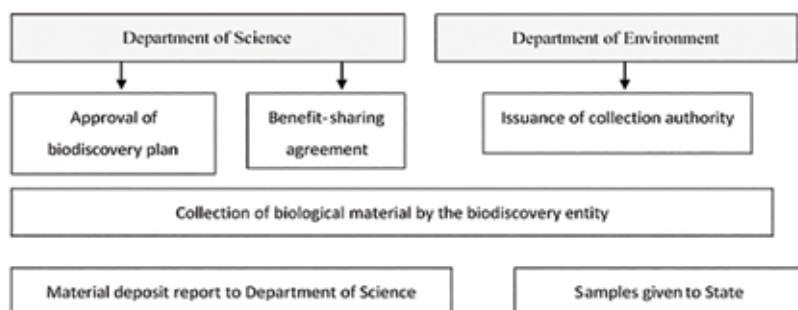 Department of Science
Department of Environment
Approval of
biodiscovery plan
Benefit- sharing
agreement
Issuance of collection authority
Collection of biological material by the biodiscovery entity
Material deposit report to Department of Science
Samples given to State